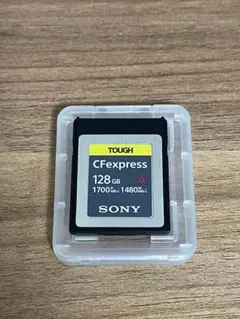 TOUGH
CFexpress
128 GB
1700 MB/s 1480 MB/s
SONY